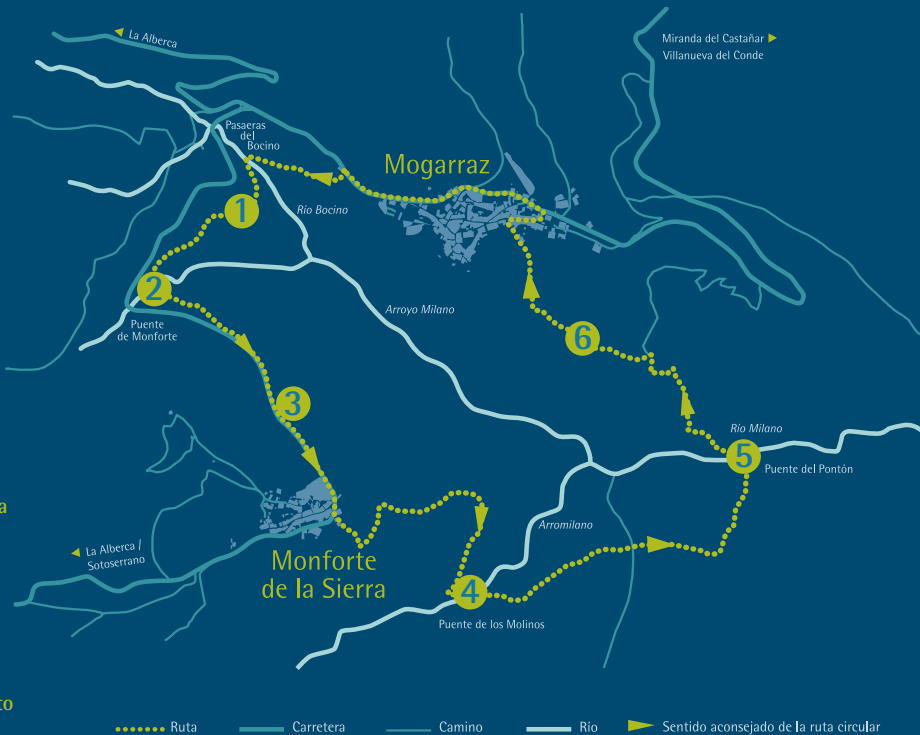 ◄ La Alberca
Miranda del Castañar ►
Villanueva del Conde
Pasaeras
del
Bocino
Mogarraz
1
Río Bocino
2
Arroyo Milano
Puente
de Monforte
6
3
Río Milano
5
Puente del Pontón
a
Arromilano
◄ La Alberca /
Sotoserrano
Monforte
de la Sierra
4
Puente de los Molinos
to
Ruta
Carretera
Camino
Río
Sentido aconsejado de la ruta circular